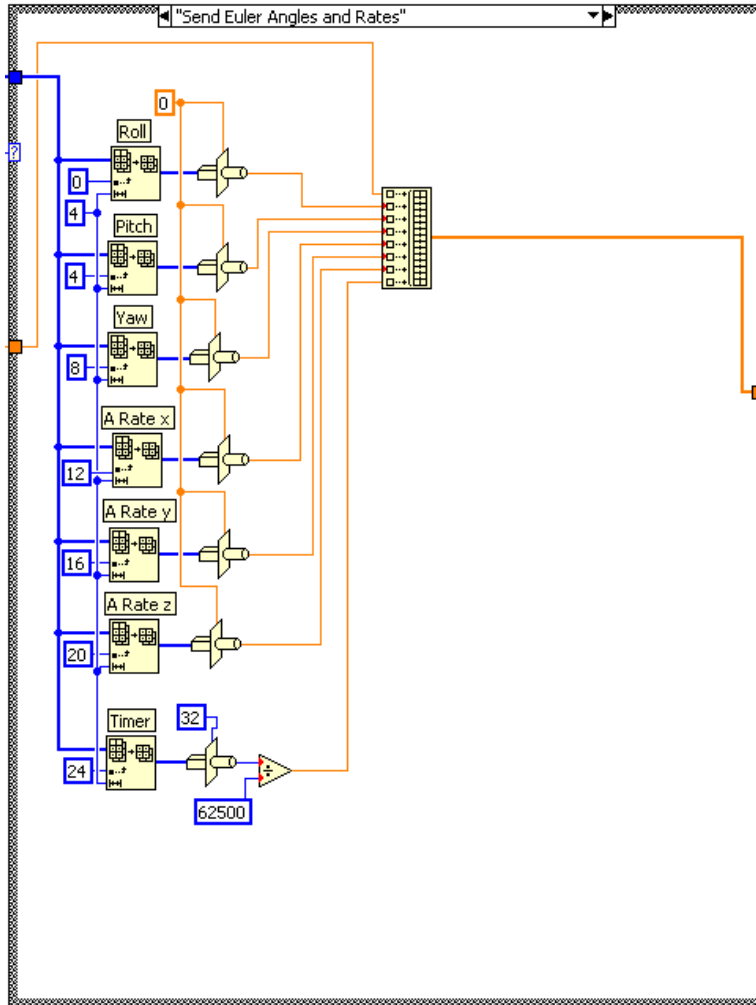 "Send Euler Angles and Rates"
0
Roll
?
0
4
Pitch
4
Yaw
8
A Rate x
12
A Rate y
16
A Rate z
20
Timer
32
24
÷
62500